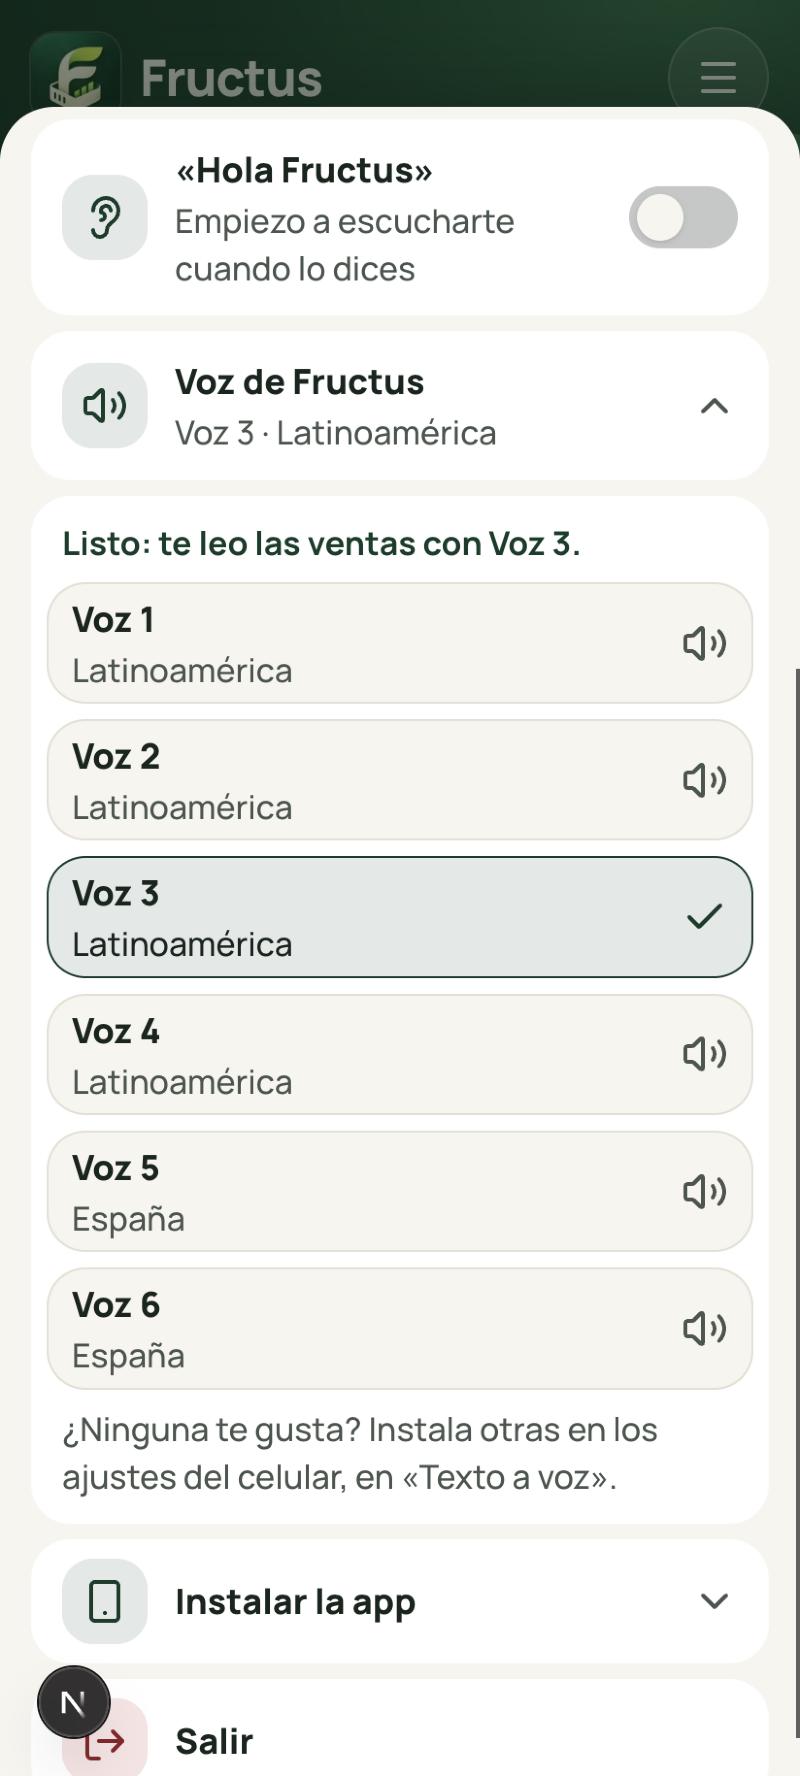 Fructus
«Hola Fructus»
Empiezo a escucharte
cuando lo dices
Voz de Fructus
Voz 3 · Latinoamérica
Listo: te leo las ventas con Voz 3.
Voz 1
Latinoamérica
Voz 2
Latinoamérica
Voz 3
Latinoamérica
Voz 4
Latinoamérica
Voz 5
España
Voz 6
España
¿Ninguna te gusta? Instala otras en los
ajustes del celular, en «Texto a voz».
Instalar la app
N
Salir